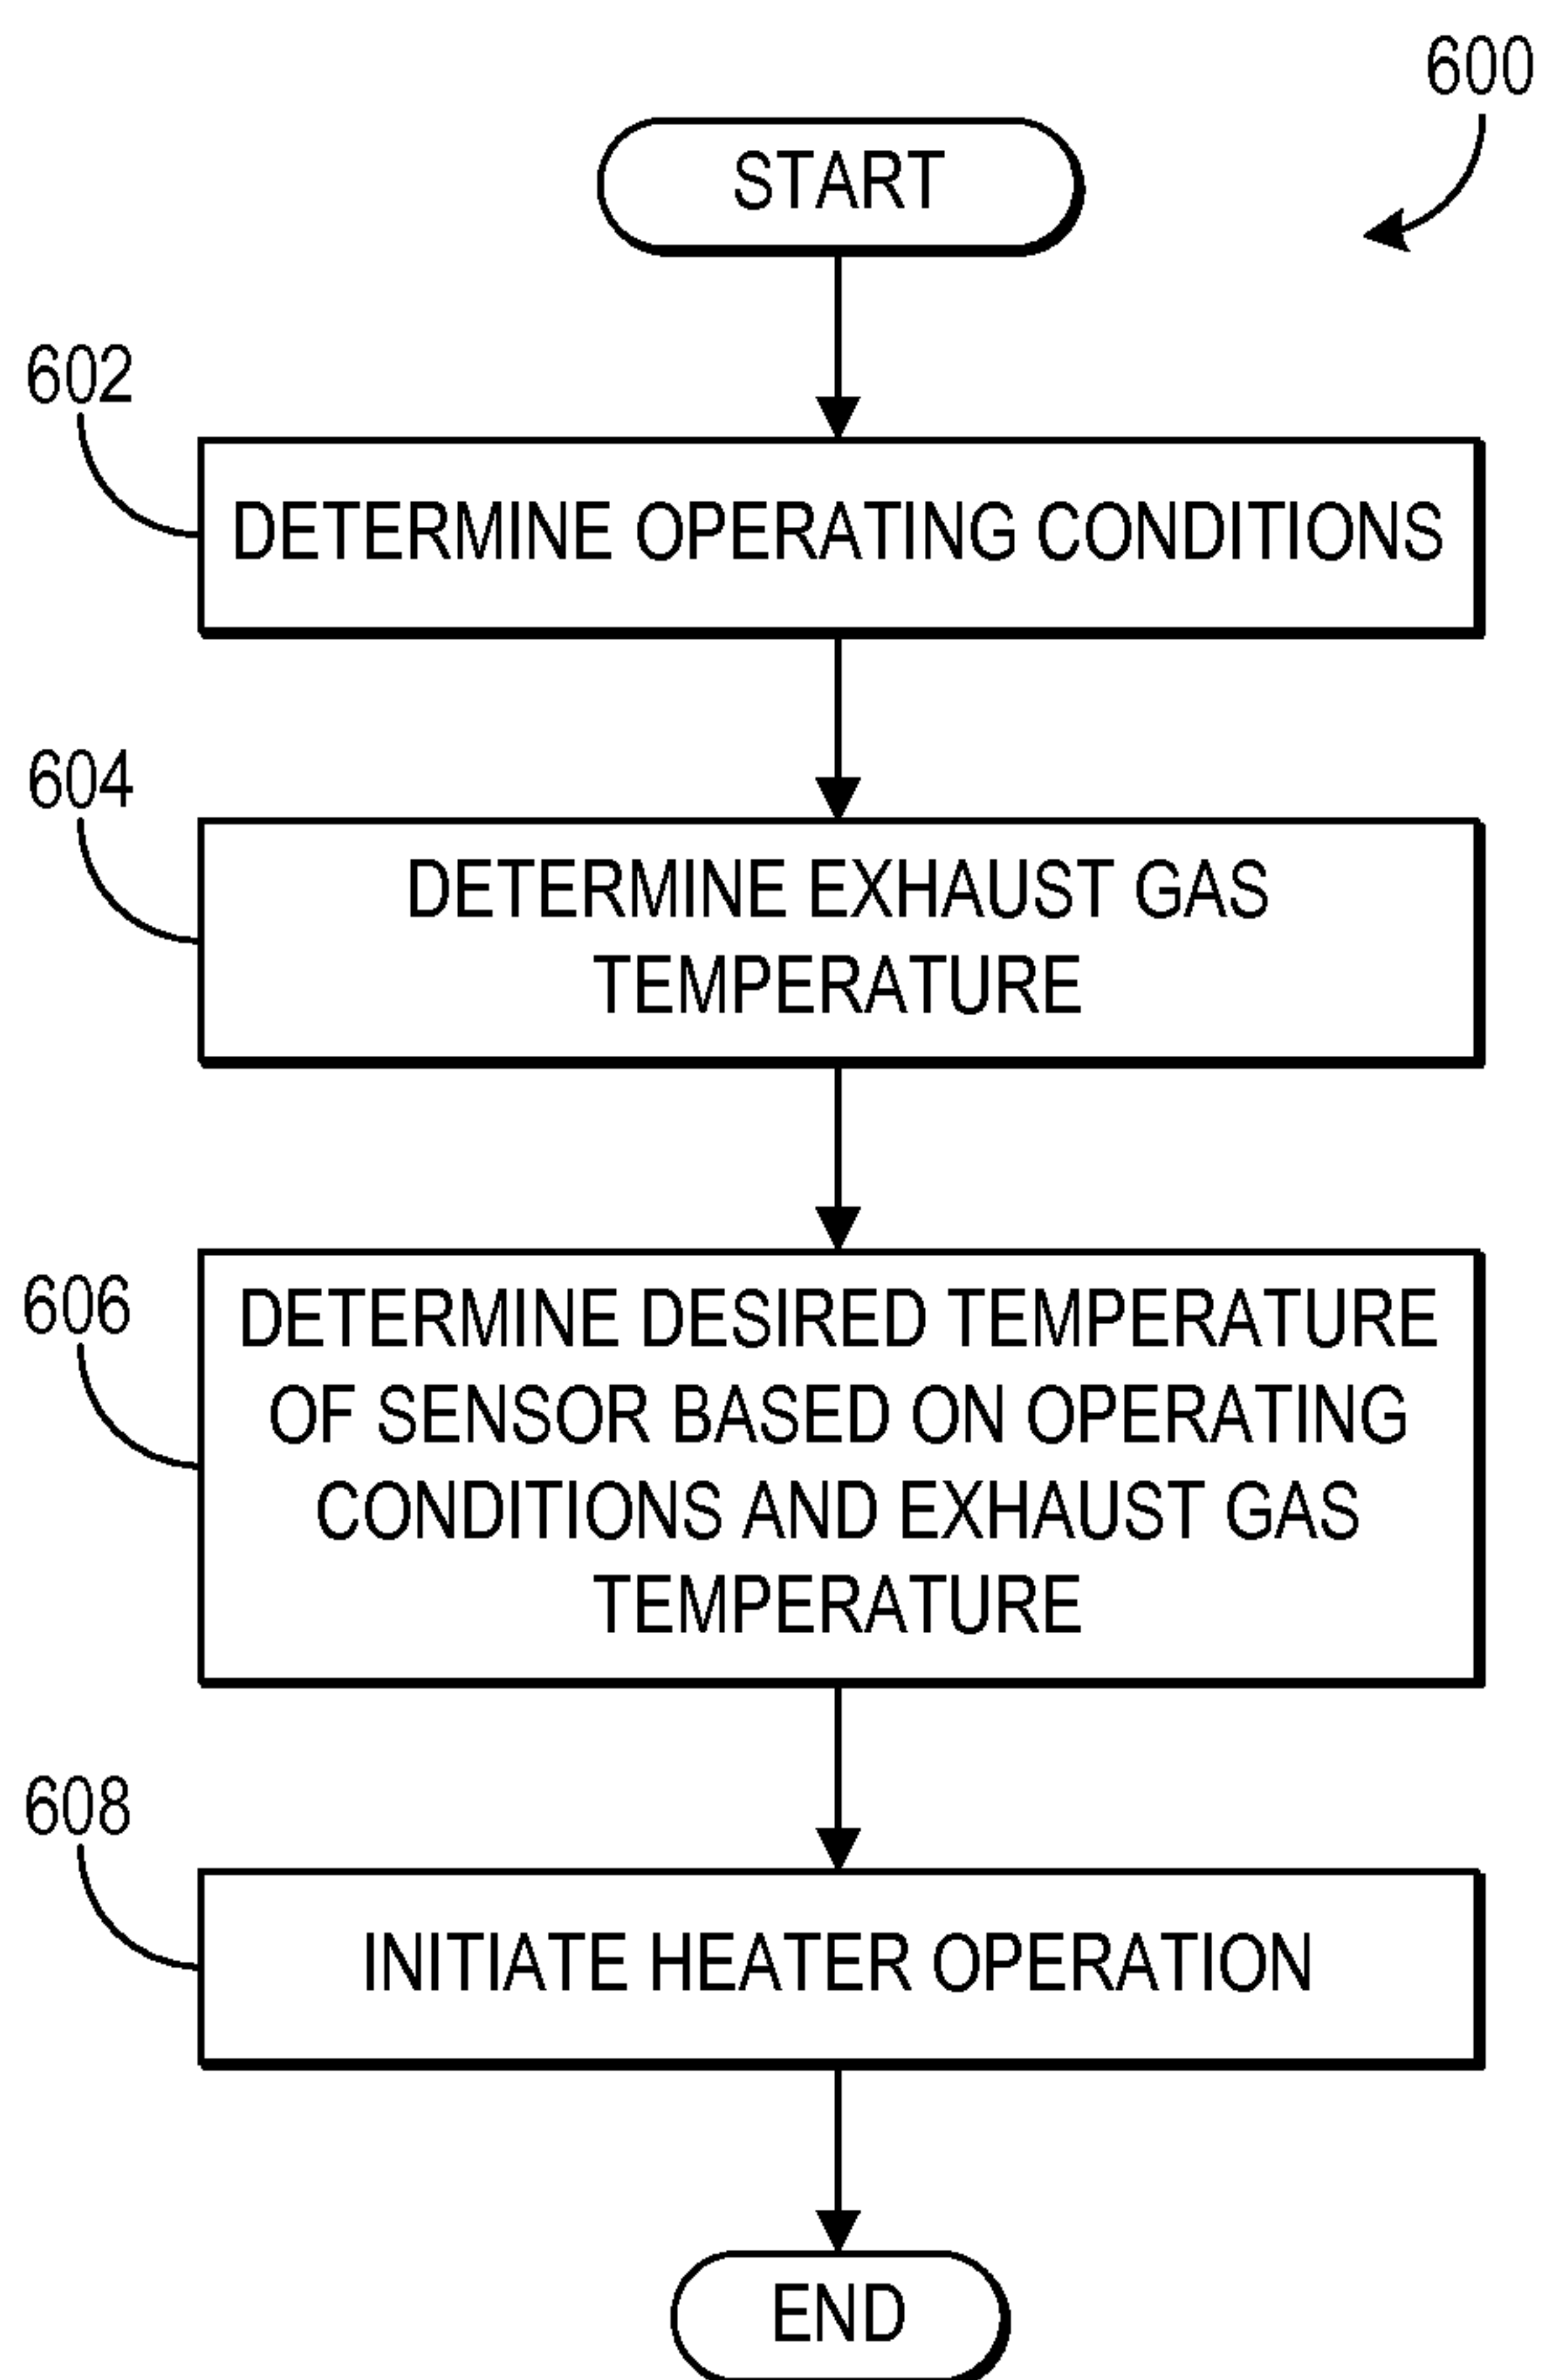 600
START
602
DETERMINE OPERATING CONDITIONS
604
DETERMINE EXHAUST GAS
TEMPERATURE
606
DETERMINE DESIRED TEMPERATURE
OF SENSOR BASED ON OPERATING
CONDITIONS AND EXHAUST GAS
TEMPERATURE
608
INITIATE HEATER OPERATION
END